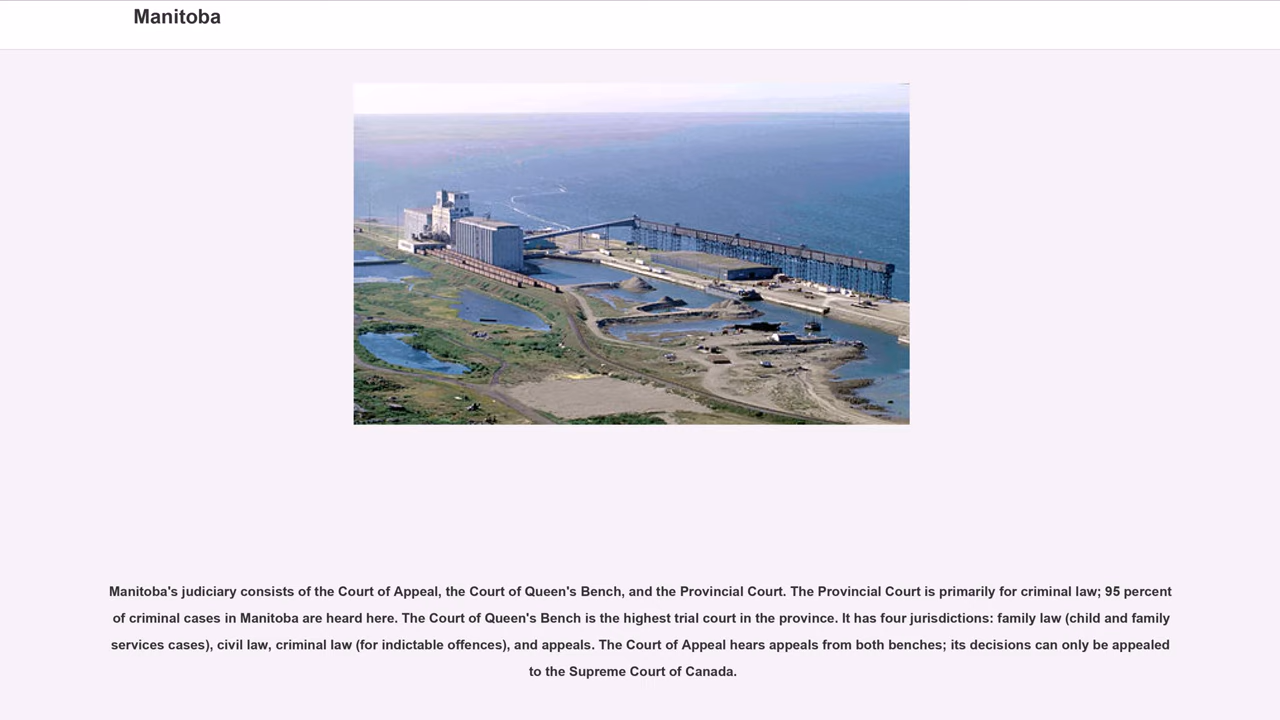 Manitoba
Manitoba's judiciary consists of the Court of Appeal, the Court of Queen's Bench, and the Provincial Court. The Provincial Court is primarily for criminal law; 95 percent
of criminal cases in Manitoba are heard here. The Court of Queen's Bench is the highest trial court in the province. It has four jurisdictions: family law (child and family
services cases), civil law, criminal law (for indictable offences), and appeals. The Court of Appeal hears appeals from both benches; its decisions can only be appealed
to the Supreme Court of Canada.